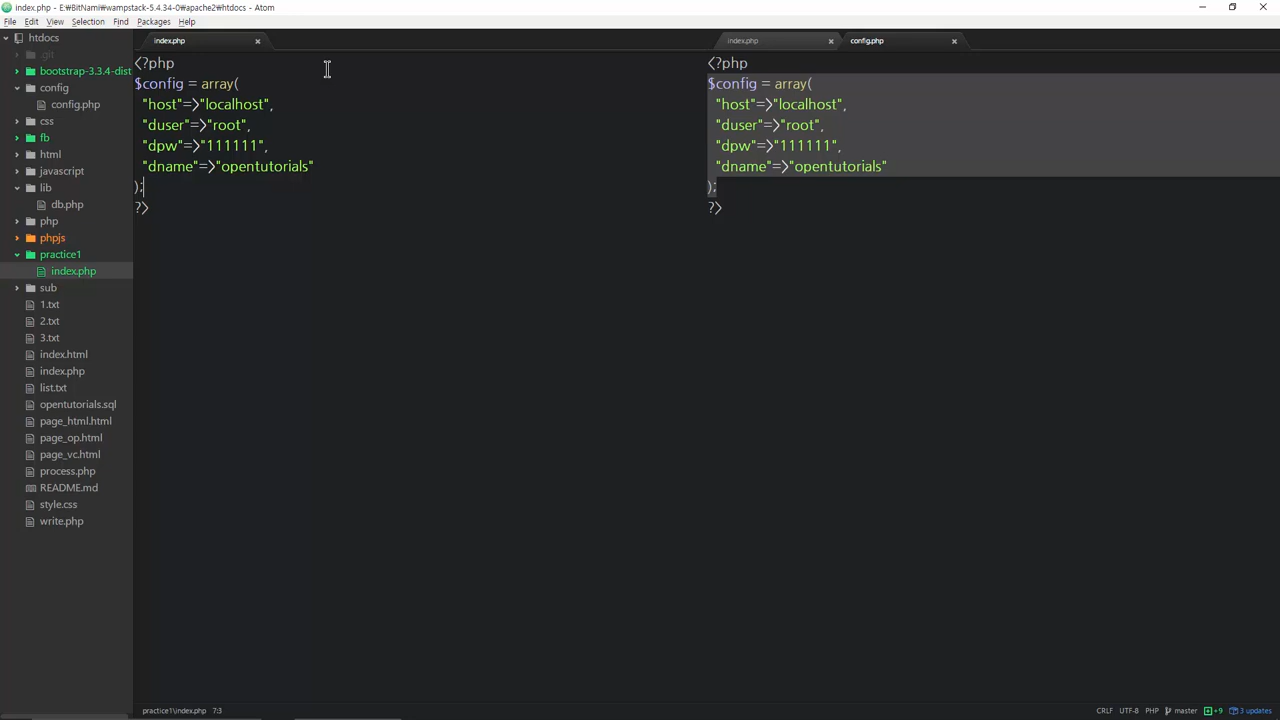 index.php - E:₩BitNami₩wampstack-5.4.34-0₩apache2₩htdocs - Atom
File Edit View Selection Find Packages Help
htdocs
.git
bootstrap-3.3.4-dist
config
config.php
css
fb
html
javascript
lib
db.php
php
phpjs
practice1
index.php
sub
1.txt
2.txt
3.txt
index.html
index.php
list.txt
opentutorials.sql
page_html.html
page_op.html
page_vc.html
process.php
README.md
style.css
write.php
index.php
<?php
$config = array(
"host"=>"localhost",
"duser"=>"root",
"dpw"=>"111111",
"dname"=>"opentutorials"
);
?>
index.php config.php
<?php
$config = array(
"host"=>"localhost",
"duser"=>"root",
"dpw"=>"111111",
"dname"=>"opentutorials"
);
?>
practice1\index.php 7:3
CRLF UTF-8 PHP master +9 3 updates